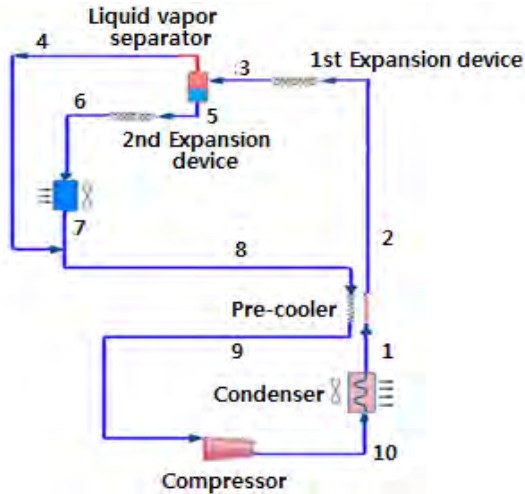 Liquid vapor
separator
4
3
1st Expansion device
6
5
2nd Expansion
device
7
2
8
Pre-cooler
9
1
Condenser
10
Compressor